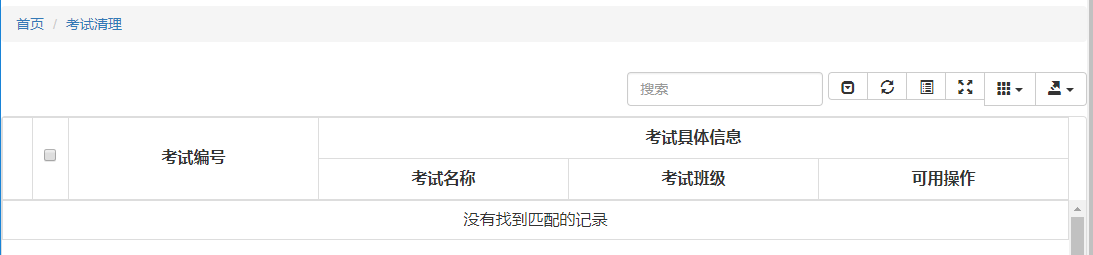 首页 / 考试清理
搜索
考试编号
考试具体信息
考试名称 考试班级 可用操作
没有找到匹配的记录